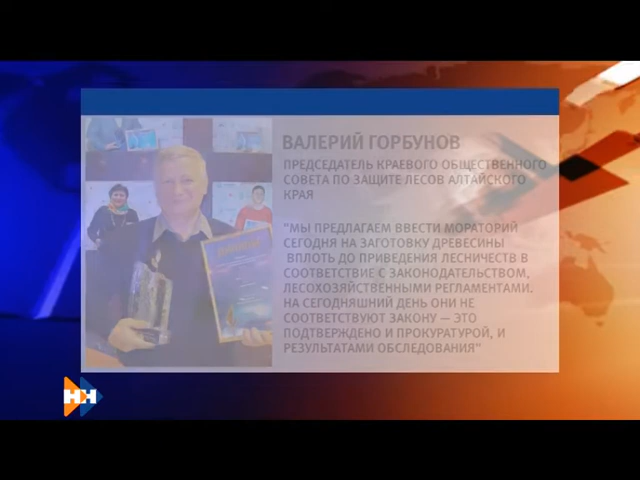 ВАЛЕРИЙ ГОРБУНОВ
ПРЕДСЕДАТЕЛЬ КРАЕВОГО ОБЩЕСТВЕННОГО
СОВЕТА ПО ЗАЩИТЕ ЛЕСОВ АЛТАЙСКОГО
КРАЯ
"МЫ ПРЕДЛАГАЕМ ВВЕСТИ МОРАТОРИЙ
СЕГОДНЯ НА ЗАГОТОВКУ ДРЕВЕСИНЫ
ВПЛОТЬ ДО ПРИВЕДЕНИЯ ЛЕСНИЧЕСТВ В
СООТВЕТСТВИЕ С ЗАКОНОДАТЕЛЬСТВОМ,
ЛЕСОХОЗЯЙСТВЕННЫМИ РЕГЛАМЕНТАМИ.
НА СЕГОДНЯШНИЙ ДЕНЬ ОНИ НЕ
СООТВЕТСТВУЮТ ЗАКОНУ — ЭТО
ПОДТВЕРЖДЕНО И ПРОКУРАТУРОЙ, И
РЕЗУЛЬТАТАМИ ОБСЛЕДОВАНИЯ"
НН